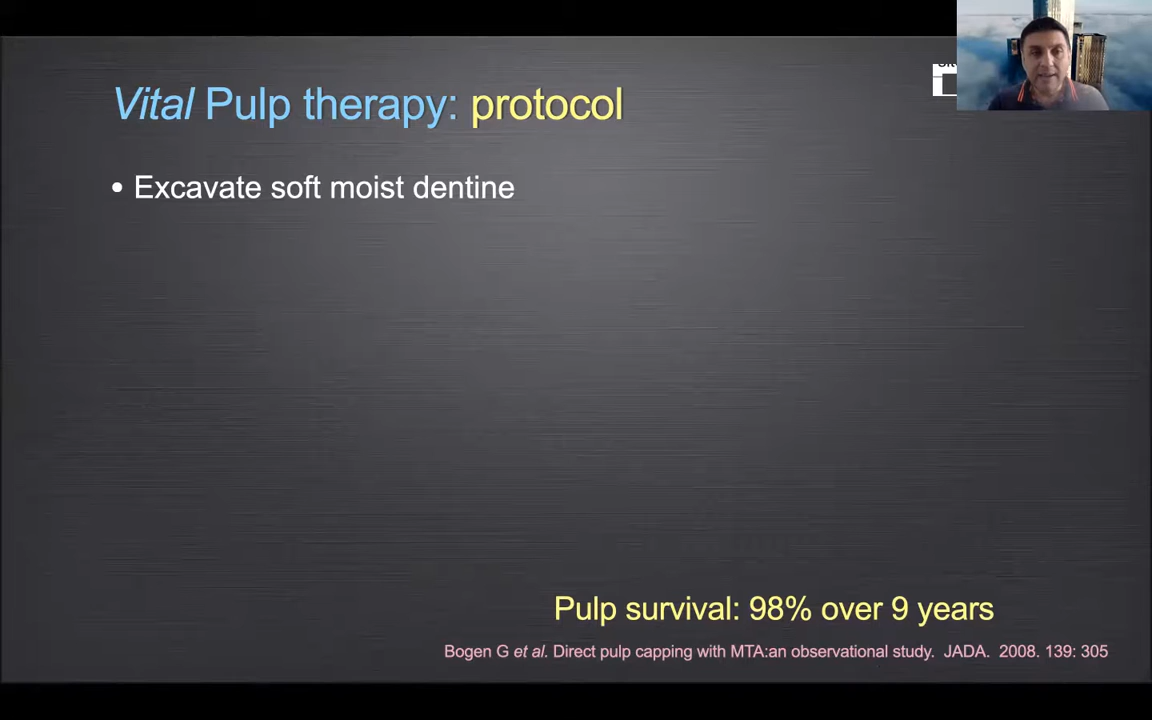 Vital Pulp therapy: protocol
• Excavate soft moist dentine
Pulp survival: 98% over 9 years
Bogen G et al. Direct pulp capping with MTA:an observational study. JADA. 2008. 139: 305